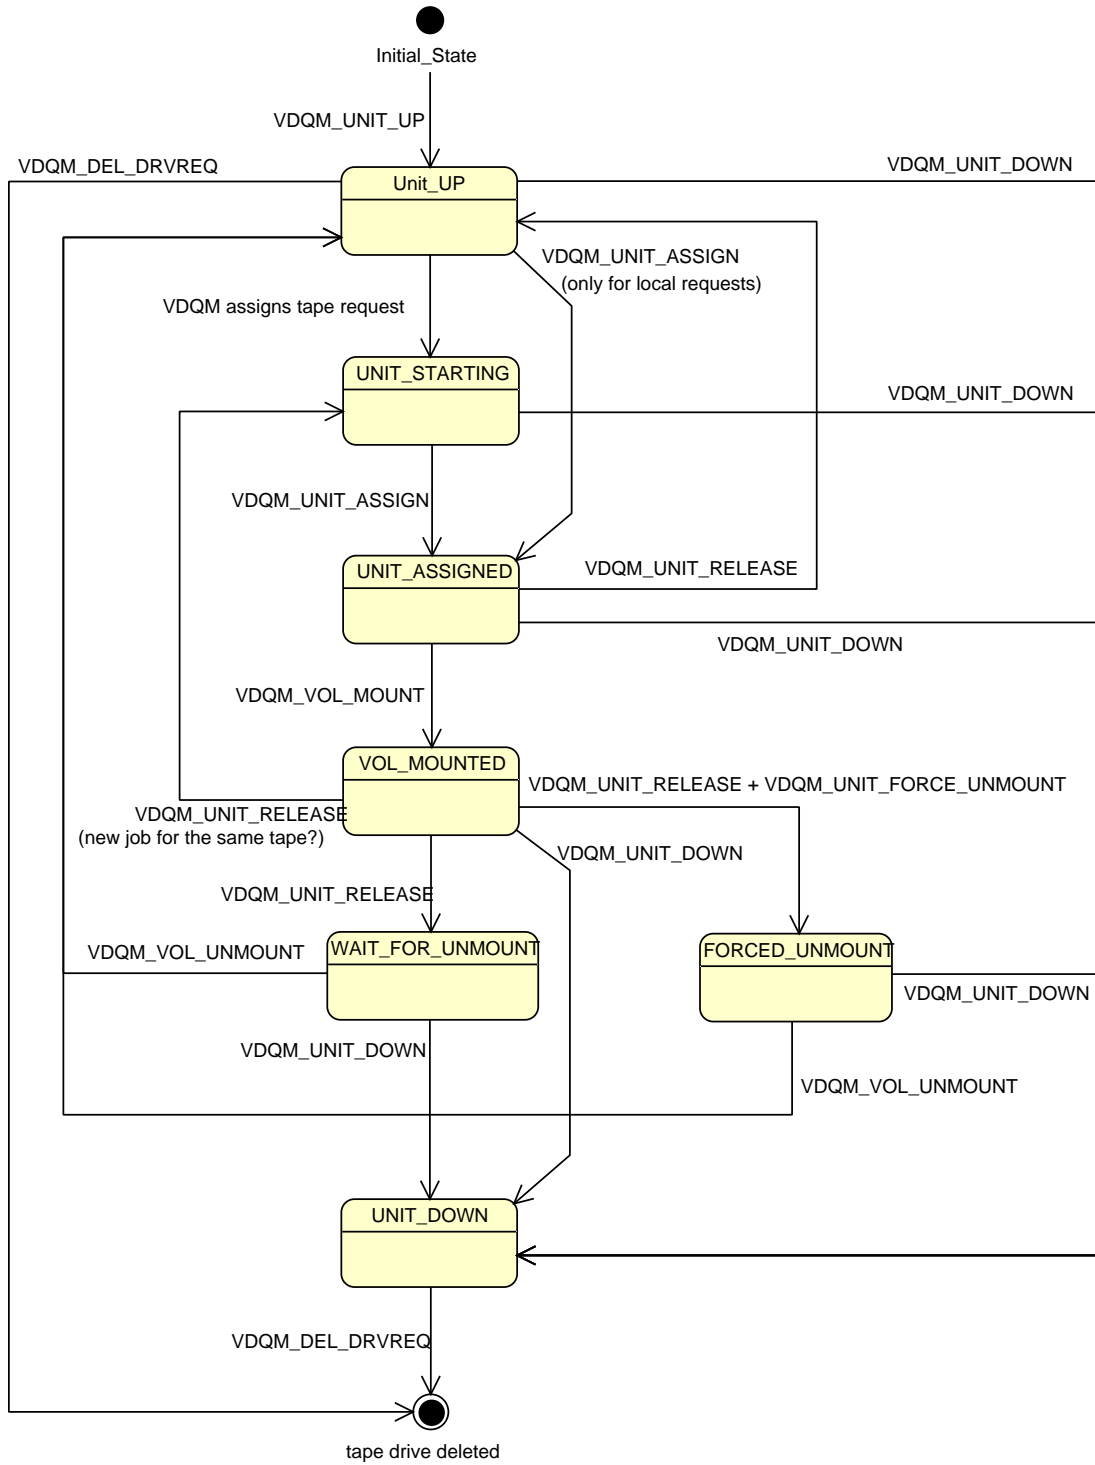 Initial_State
VDQM_UNIT_UP
VDQM_DEL_DRVREQ
VDQM_UNIT_DOWN
Unit_UP
VDQM_UNIT_ASSIGN
(only for local requests)
VDQM assigns tape request
UNIT_STARTING
VDQM_UNIT_DOWN
VDQM_UNIT_ASSIGN
UNIT_ASSIGNED
VDQM_UNIT_RELEASE
VDQM_UNIT_DOWN
VDQM_VOL_MOUNT
VOL_MOUNTED
VDQM_UNIT_RELEASE + VDQM_UNIT_FORCE_UNMOUNT
VDQM_UNIT_RELEASE
(new job for the same tape?)
VDQM_UNIT_DOWN
VDQM_UNIT_RELEASE
WAIT_FOR_UNMOUNT
VDQM_VOL_UNMOUNT
FORCED_UNMOUNT
VDQM_UNIT_DOWN
VDQM_UNIT_DOWN
VDQM_VOL_UNMOUNT
UNIT_DOWN
VDQM_DEL_DRVREQ
tape drive deleted